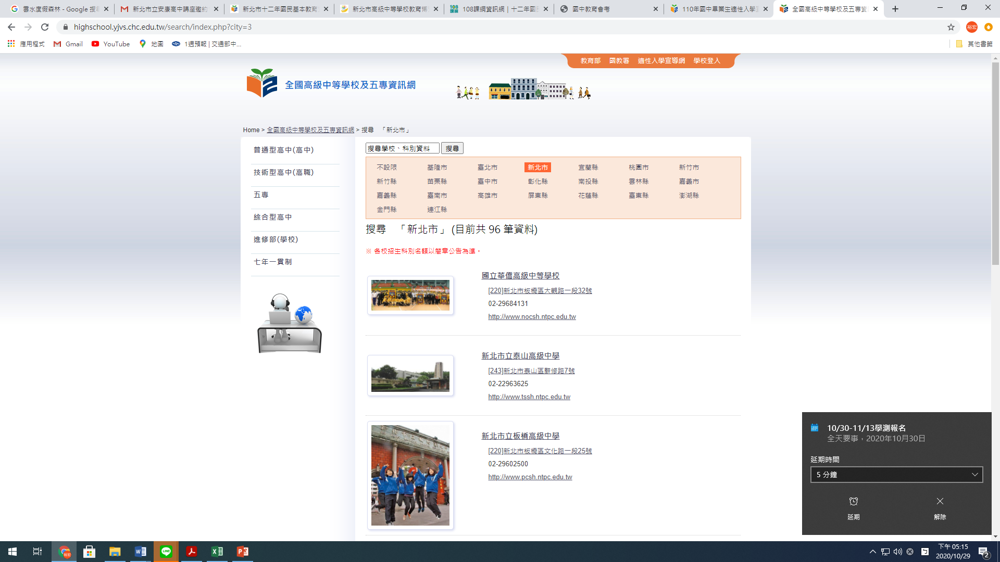 雲水度假森林 - Google 搜尋
新北市立安康高中講座邀約
新北市十二年國民基本教育
新北市高級中等學校教育博
108課綱資訊網 | 十二年國
國中教育會考
110年國中畢業生適性入學
全國高級中等學校及五專資
highschool.yjvs.chc.edu.tw/search/index.php?city=3
裕宏
應用程式
Gmail
YouTube
地圖
1週預報 | 交通部中...
其他書籤
教育部 國教署 適性入學宣導網 學校登入
全國高級中等學校及五專資訊網
Home > 全國高級中等學校及五專資訊網 > 搜尋 「新北市」
普通型高中(高中)
技術型高中(高職)
五專
綜合型高中
進修部(學校)
七年一貫制
搜尋學校、科別資料 搜尋
不設限 基隆市 臺北市 新北市 宜蘭縣 桃園市 新竹市
新竹縣 苗栗縣 臺中市 彰化縣 南投縣 雲林縣 嘉義市
嘉義縣 臺南市 高雄市 屏東縣 花蓮縣 臺東縣 澎湖縣
金門縣 連江縣
搜尋 「新北市」 (目前共 96 筆資料)
※ 各校招生科別名額以簡章公告為準。
國立華僑高級中等學校
[220]新北市板橋區大觀路一段32號
02-29684131
http://www.nocsh.ntpc.edu.tw
新北市立泰山高級中學
[243]新北市泰山區辭修路7號
02-22963625
http://www.tssh.ntpc.edu.tw
新北市立板橋高級中學
[220]新北市板橋區文化路一段25號
02-29602500
http://www.pcsh.ntpc.edu.tw
10/30-11/13學測報名
全天要事，2020年10月30日
延期時間
5 分鐘
延期
解除
下午 05:15
2020/10/29
2